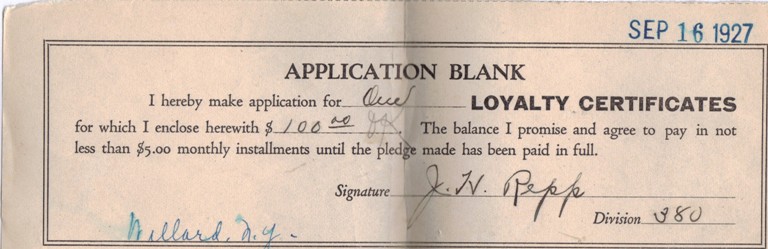 SEP 16 1927
APPLICATION BLANK
I hereby make application for One LOYALTY CERTIFICATES
for which I enclose herewith $ 100 00 OK. The balance I promise and agree to pay in not
less than $5.00 monthly installments until the pledge made has been paid in full.
Signature J. H. Repp
Division 380
Willard, N.Y.